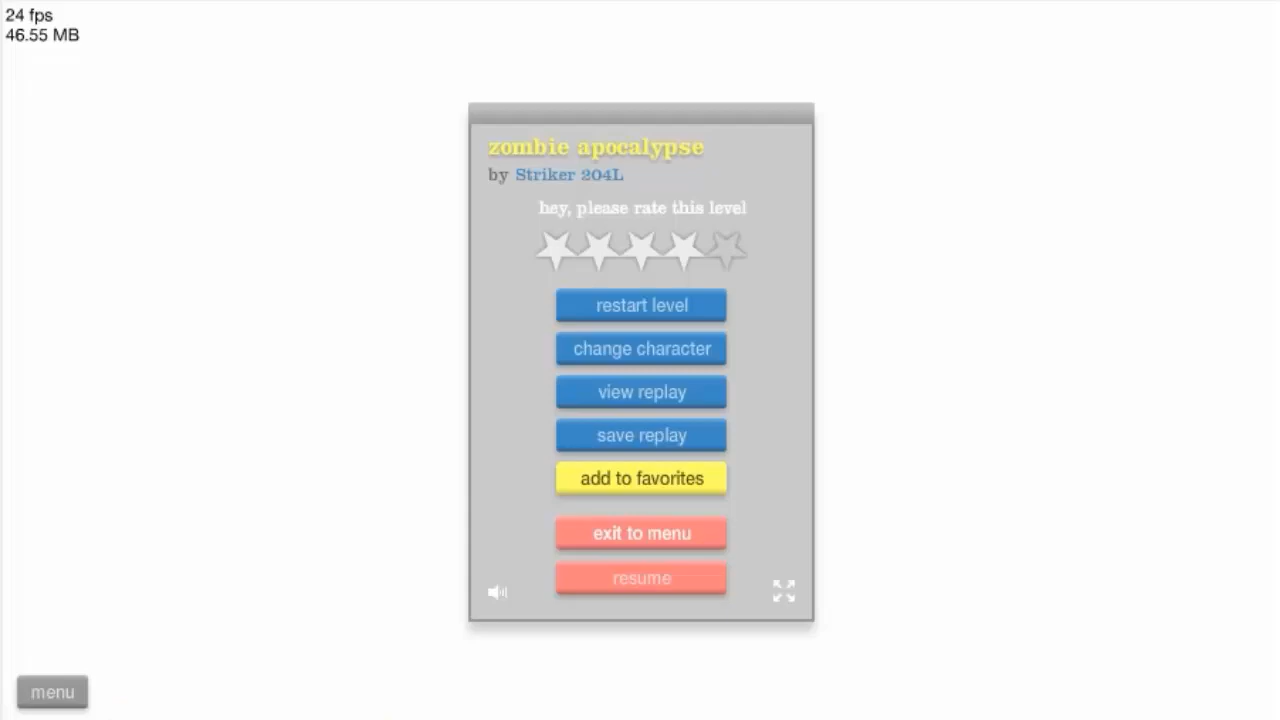 24 fps
46.55 MB
zombie apocalypse
by Striker 204L
hey, please rate this level
restart level
change character
view replay
save replay
add to favorites
exit to menu
resume
menu